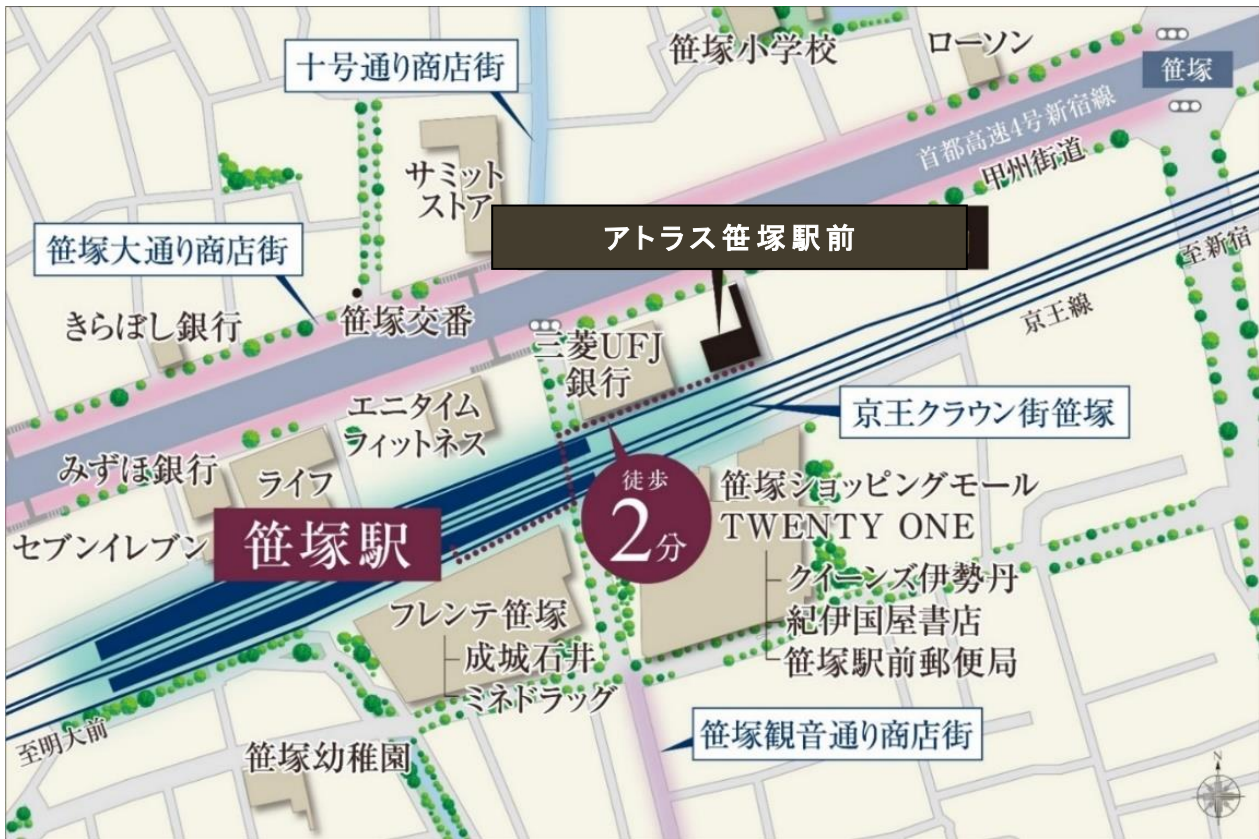 笹塚小学校
ローソン
笹塚
十号通り商店街
首都高速4号新宿線
甲州街道
サミット
ストア
アトラス笹塚駅前
笹塚大通り商店街
至新宿
きらぼし銀行
笹塚交番
京王線
三菱UFJ
銀行
エニタイム
フィットネス
京王クラウン街笹塚
みずほ銀行
ライフ
徒歩
2分
笹塚ショッピングモール
TWENTY ONE
セブンイレブン
笹塚駅
クイーンズ伊勢丹
紀伊国屋書店
笹塚駅前郵便局
フレンテ笹塚
成城石井
ミネドラッグ
至明大前
笹塚幼稚園
笹塚観音通り商店街
N